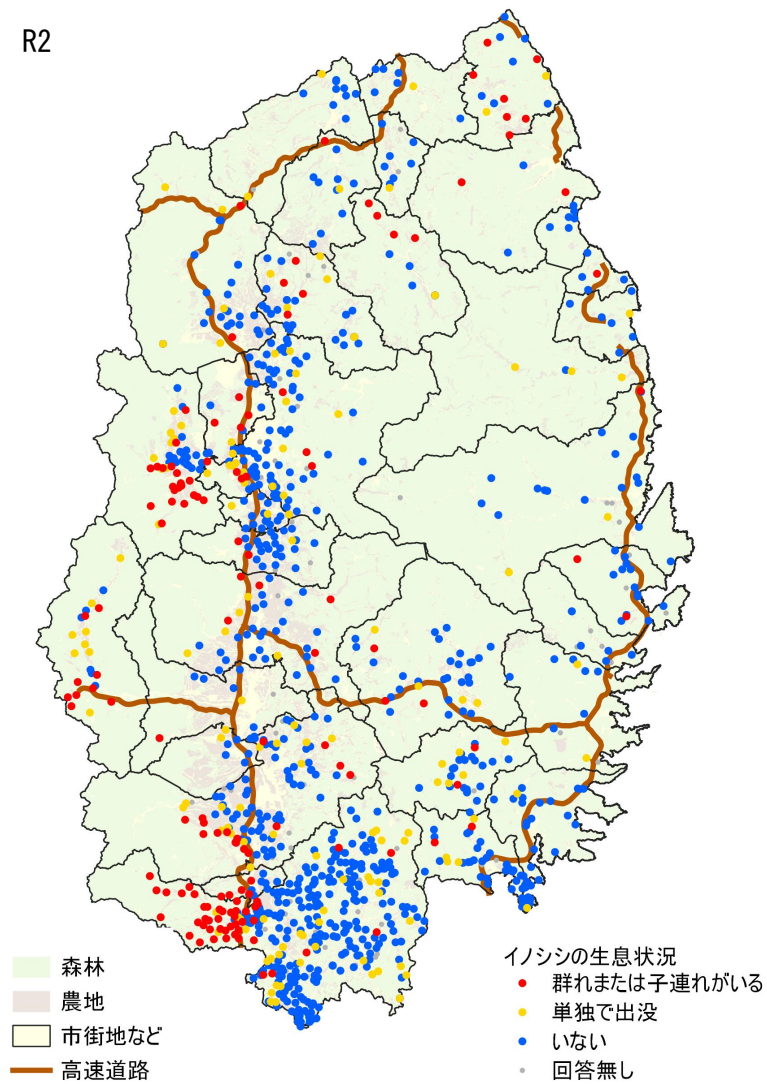 R2
森林
農地
市街地など
高速道路
イノシシの生息状況
群れまたは子連れがいる
単独で出没
いない
回答無し